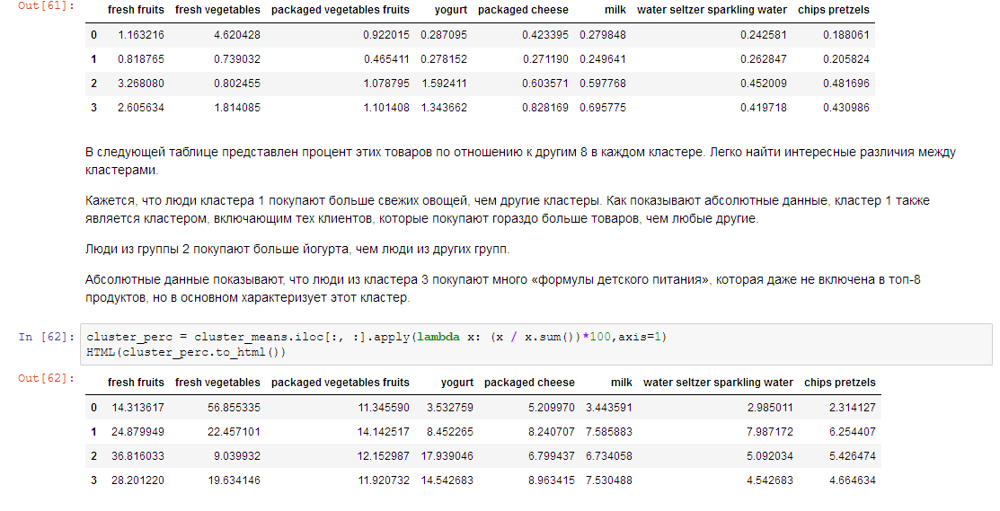 Out[61]:
fresh fruits fresh vegetables packaged vegetables fruits yogurt packaged cheese milk water seltzer sparkling water chips pretzels
0 1.163216 4.620428 0.922015 0.287095 0.423395 0.279848 0.242581 0.188061
1 0.818765 0.739032 0.465411 0.278152 0.271190 0.249641 0.262847 0.205824
2 3.268080 0.802455 1.078795 1.592411 0.603571 0.597768 0.452009 0.481696
3 2.605634 1.814085 1.101408 1.343662 0.828169 0.695775 0.419718 0.430986
В следующей таблице представлен процент этих товаров по отношению к другим 8 в каждом кластере. Легко найти интересные различия между
кластерами.
Кажется, что люди кластера 1 покупают больше свежих овощей, чем другие кластеры. Как показывают абсолютные данные, кластер 1 также
является кластером, включающим тех клиентов, которые покупают гораздо больше товаров, чем любые другие.
Люди из группы 2 покупают больше йогурта, чем люди из других групп.
Абсолютные данные показывают, что люди из кластера 3 покупают много «формулы детского питания», которая даже не включена в топ-8
продуктов, но в основном характеризует этот кластер.
In [62]: cluster_perc = cluster_means.iloc[:, :].apply(lambda x: (x / x.sum())*100,axis=1)
HTML(cluster_perc.to_html())
Out[62]:
fresh fruits fresh vegetables packaged vegetables fruits yogurt packaged cheese milk water seltzer sparkling water chips pretzels
0 14.313617 56.855335 11.345590 3.532759 5.209970 3.443591 2.985011 2.314127
1 24.879949 22.457101 14.142517 8.452265 8.240707 7.585883 7.987172 6.254407
2 36.816033 9.039932 12.152987 17.939046 6.799437 6.734058 5.092034 5.426474
3 28.201220 19.634146 11.920732 14.542683 8.963415 7.530488 4.542683 4.664634